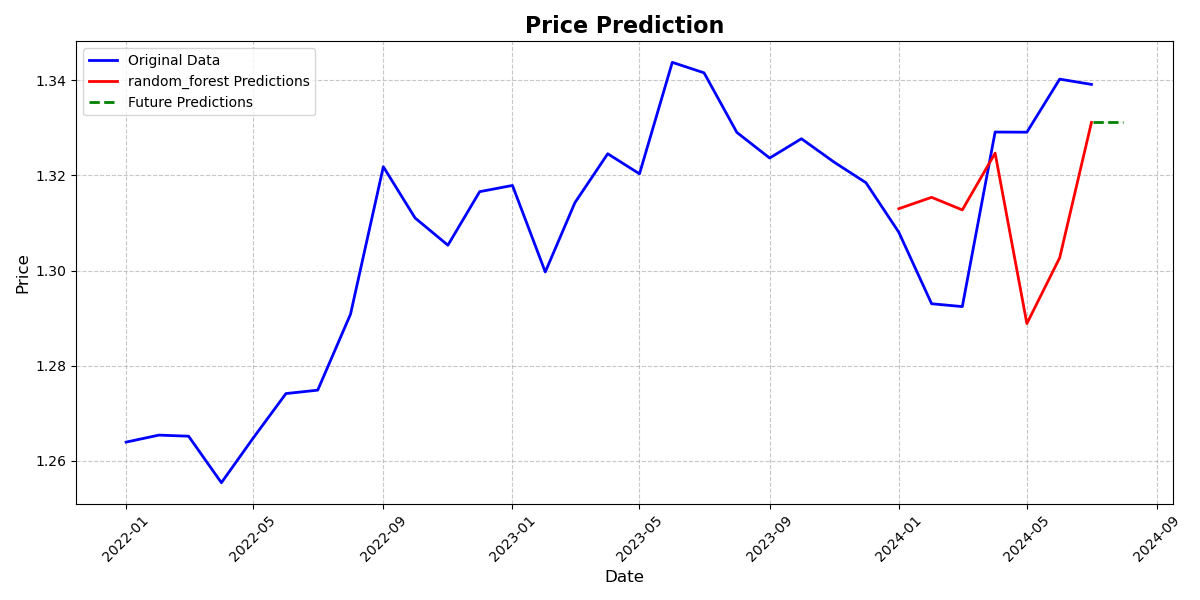 Price Prediction
Original Data
random_forest Predictions
Future Predictions
Price
1.34
1.32
1.30
1.28
1.26
2022-01
2022-05
2022-09
2023-01
2023-05
2023-09
2024-01
2024-05
2024-09
Date